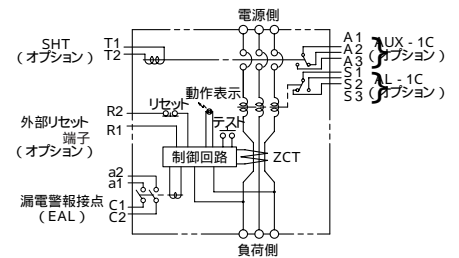 電源側
SHT
(オプション)
T1
T2
A1
A2
A3
AUX-1C
(オプション)
S1
S2
S3
AL-1C
(オプション)
リセット
動作表示
テスト
R2
R1
外部リセット
端子
(オプション)
制御回路
ZCT
a2
a1
漏電警報接点
(EAL)
C1
C2
負荷側